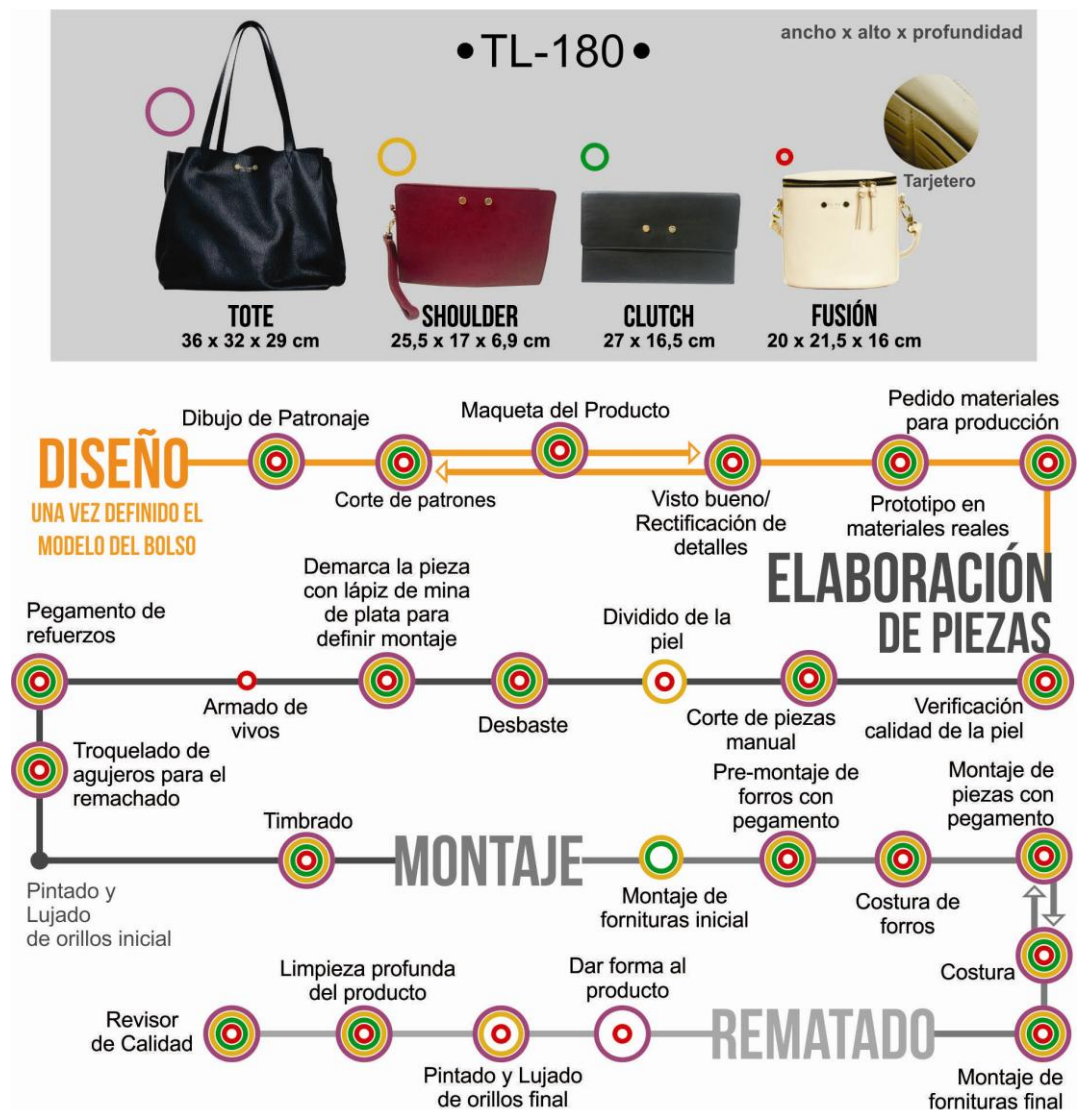 •TL-180•
ancho x alto x profundidad
Tarjetero
TOTE
36 x 32 x 29 cm
SHOULDER
25,5 x 17 x 6,9 cm
CLUTCH
27 x 16,5 cm
FUSIÓN
20 x 21,5 x 16 cm
DISEÑO
UNA VEZ DEFINIDO EL
MODELO DEL BOLSO
Dibujo de Patronaje
Corte de patrones
Maqueta del Producto
Visto bueno/
Rectificación de
detalles
Prototipo en
materiales reales
Pedido materiales
para producción
ELABORACIÓN
DE PIEZAS
Verificación
calidad de la piel
Corte de piezas
manual
Dividido de la
piel
Desbaste
Demarca la pieza
con lápiz de mina
de plata para
definir montaje
Armado de
vivos
Pegamento de
refuerzos
Troquelado de
agujeros para el
remachado
Pintado y
Lujado
de orillos inicial
Timbrado
MONTAJE
Montaje de
fornituras inicial
Pre-montaje de
forros con
pegamento
Costura de
forros
Montaje de
piezas con
pegamento
Costura
Montaje de
fornituras final
REMATADO
Dar forma al
producto
Pintado y Lujado
de orillos final
Limpieza profunda
del producto
Revisor
de Calidad